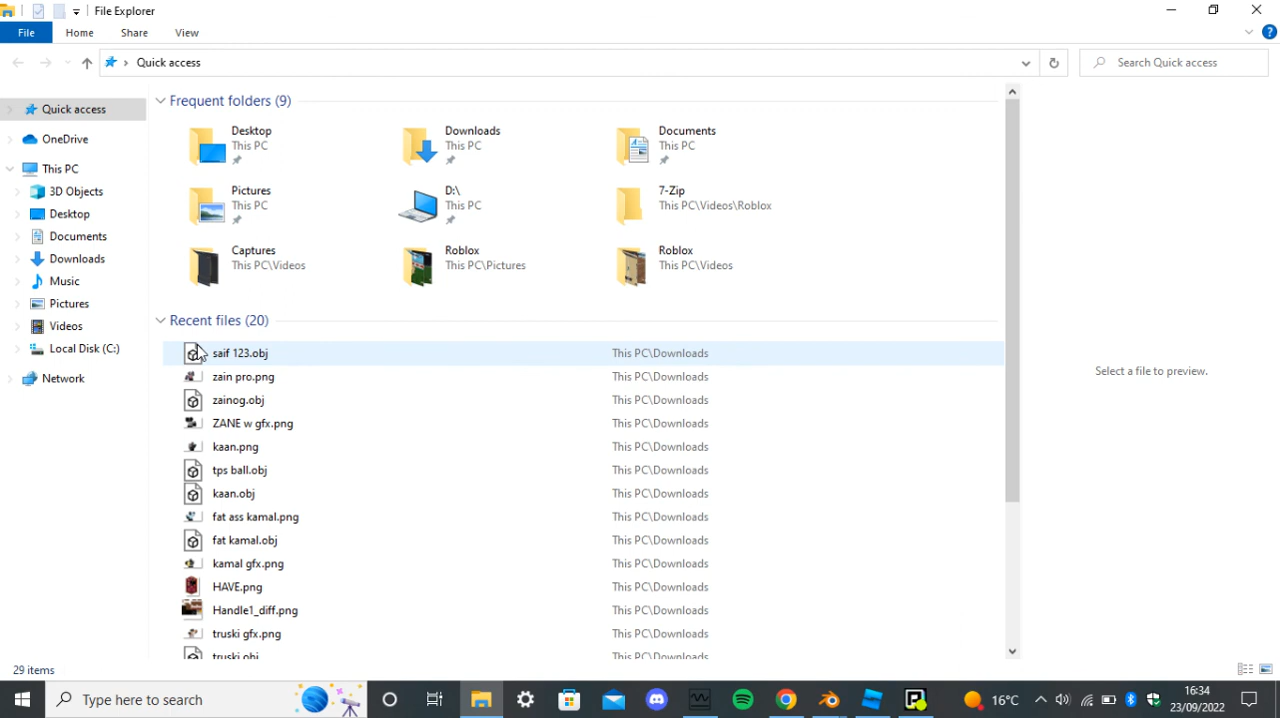 File Explorer
File
Home
Share
View
Quick access
Search Quick access
Quick access
OneDrive
This PC
3D Objects
Desktop
Documents
Downloads
Music
Pictures
Videos
Local Disk (C:)
Network
Frequent folders (9)
Desktop
This PC
Downloads
This PC
Documents
This PC
Pictures
This PC
D:\
This PC
7-Zip
This PC\Videos\Roblox
Captures
This PC\Videos
Roblox
This PC\Pictures
Roblox
This PC\Videos
Recent files (20)
saif 123.obj This PC\Downloads
zain pro.png This PC\Downloads
zainog.obj This PC\Downloads
ZANE w gfx.png This PC\Downloads
kaan.png This PC\Downloads
tps ball.obj This PC\Downloads
kaan.obj This PC\Downloads
fat ass kamal.png This PC\Downloads
fat kamal.obj This PC\Downloads
kamal gfx.png This PC\Downloads
HAVE.png This PC\Downloads
Handle1_diff.png This PC\Downloads
truski gfx.png This PC\Downloads
truski.obj This PC\Downloads
Select a file to preview.
29 items
Type here to search
16°C
16:34
23/09/2022